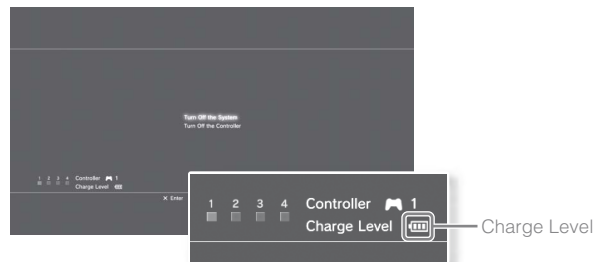 Turn Off the System
Turn Off the Controller
1 2 3 4 Controller 1
Charge Level
X Enter
1 2 3 4 Controller 1
Charge Level
Charge Level